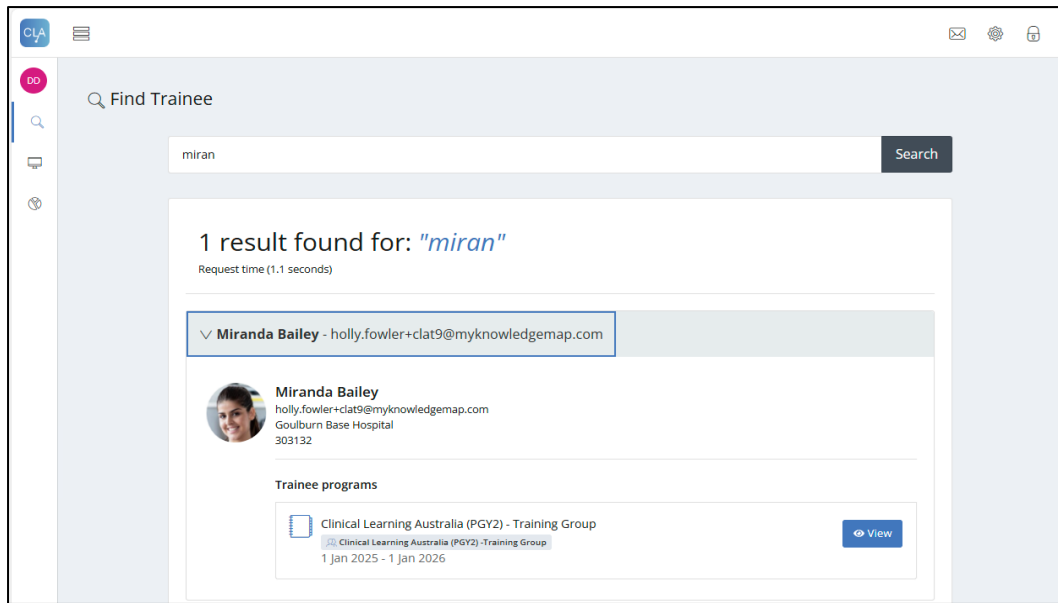 CLA
DD
Find Trainee
miran
Search
1 result found for: "miran"
Request time (1.1 seconds)
Miranda Bailey - holly.fowler+clat9@myknowledgemap.com
Miranda Bailey
holly.fowler+clat9@myknowledgemap.com
Goulburn Base Hospital
303132
Trainee programs
Clinical Learning Australia (PGY2) - Training Group
Clinical Learning Australia (PGY2) -Training Group
View
1 Jan 2025 - 1 Jan 2026